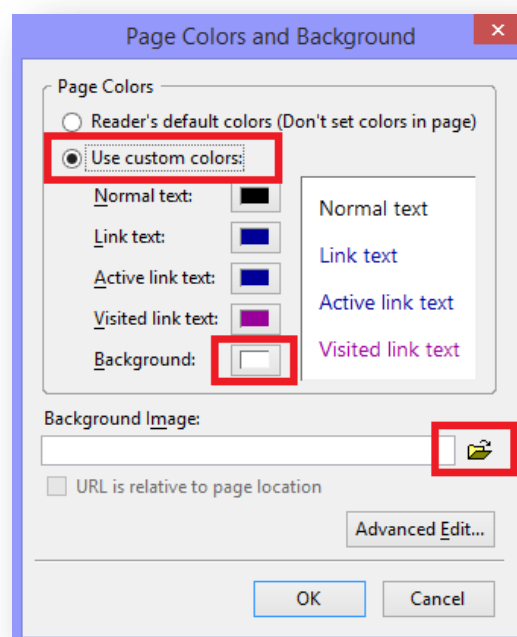 Page Colors and Background
Page Colors
Reader's default colors (Don't set colors in page)
Use custom colors:
Normal text:
Link text:
Active link text:
Visited link text:
Background:
Normal text
Link text
Active link text
Visited link text
Background Image:
URL is relative to page location
Advanced Edit...
OK
Cancel